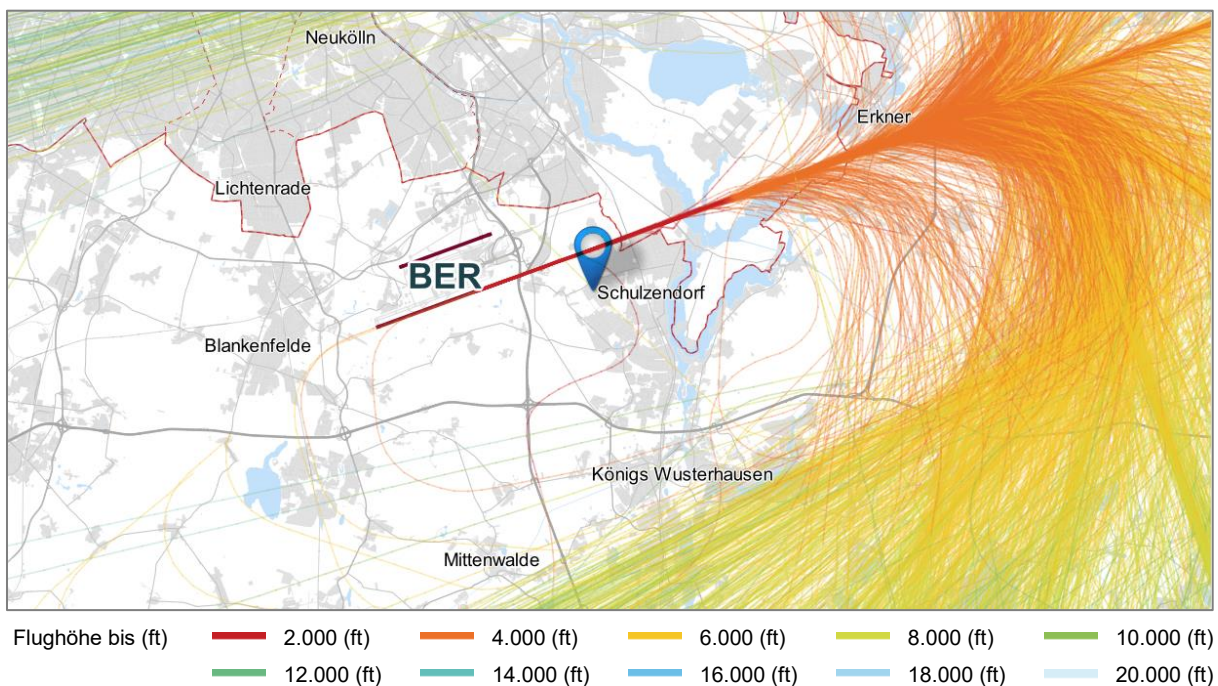 Neukölln
Erkner
Lichtenrade
BER
Schulzendorf
Blankenfelde
Königs Wusterhausen
Mittenwalde
Flughöhe bis (ft) 2.000 (ft) 4.000 (ft) 6.000 (ft) 8.000 (ft) 10.000 (ft)
12.000 (ft) 14.000 (ft) 16.000 (ft) 18.000 (ft) 20.000 (ft)